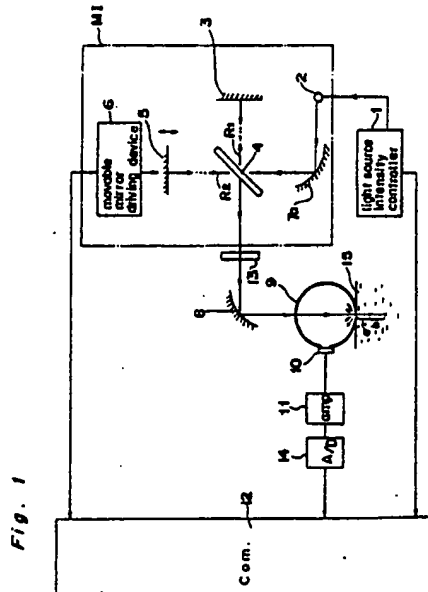 Fig. 1
MI
6
movable
mirror
driving device
5
3
R1
R2
4
2
7a
1
light source
intensity
controller
13
8
9
15
10
11
amp
14
A/D
12
Com.